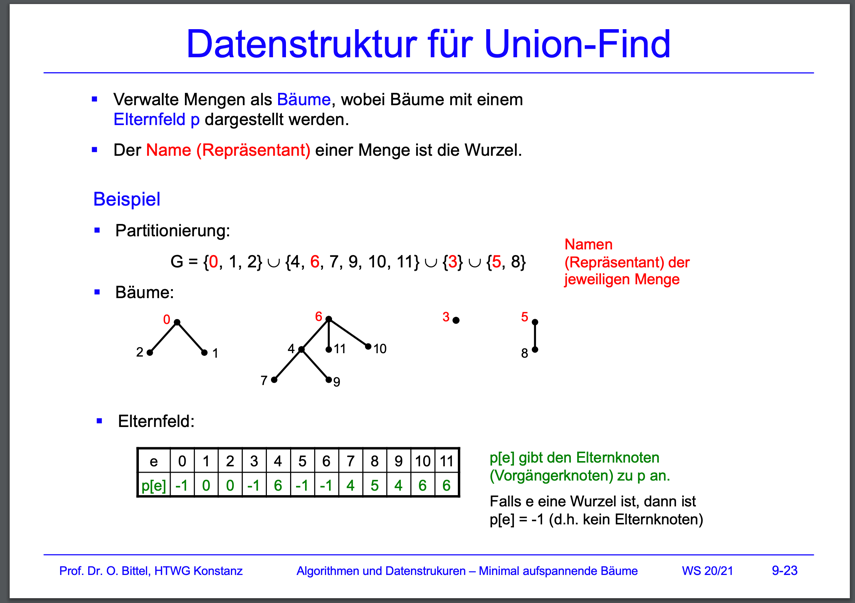 Datenstruktur für Union-Find
Verwalte Mengen als Bäume, wobei Bäume mit einem
Elternfeld p dargestellt werden.
Der Name (Repräsentant) einer Menge ist die Wurzel.
Beispiel
Partitionierung:
G = {0, 1, 2} ∪ {4, 6, 7, 9, 10, 11} ∪ {3} ∪ {5, 8}
Namen
(Repräsentant) der
jeweiligen Menge
Bäume:
0 6 3 5
2 1 4 11 10 8
7 9
Elternfeld:
e 0 1 2 3 4 5 6 7 8 9 10 11
p[e] -1 0 0 -1 6 -1 -1 4 5 4 6 6
p[e] gibt den Elternknoten
(Vorgängerknoten) zu p an.
Falls e eine Wurzel ist, dann ist
p[e] = -1 (d.h. kein Elternknoten)
Prof. Dr. O. Bittel, HTWG Konstanz Algorithmen und Datenstrukuren – Minimal aufspannende Bäume WS 20/21 9-23